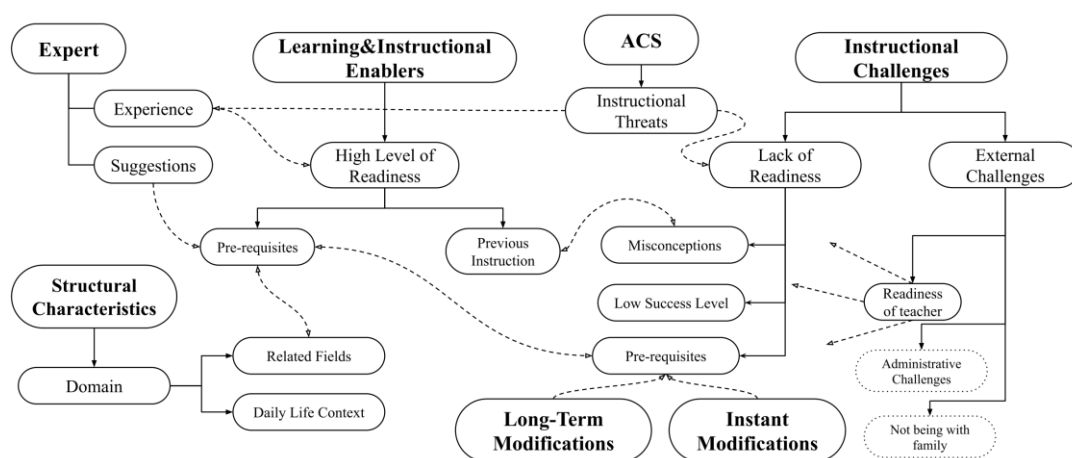 Expert
Learning&Instructional
Enablers
ACS
Instructional
Challenges
Experience
Instructional
Threats
Suggestions
High Level of
Readiness
Lack of
Readiness
External
Challenges
Pre-requisites
Previous
Instruction
Misconceptions
Structural
Characteristics
Low Success Level
Readiness
of teacher
Related Fields
Pre-requisites
Domain
Administrative
Challenges
Daily Life Context
Long-Term
Modifications
Instant
Modifications
Not being with
family